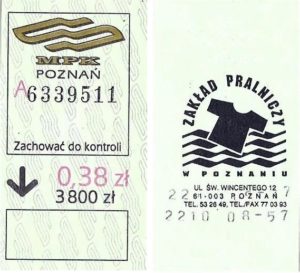 MPK
POZNAŃ
A6339511
Zachować do kontroli
0,38 zł
3800 zł
ZAKŁAD PRALNICZY
W POZNANIU
UL. ŚW. WINCENTEGO 12
61-003 POZNAŃ
TEL. 53 26 49, TEL./FAX 77 03 93
2210 08-57